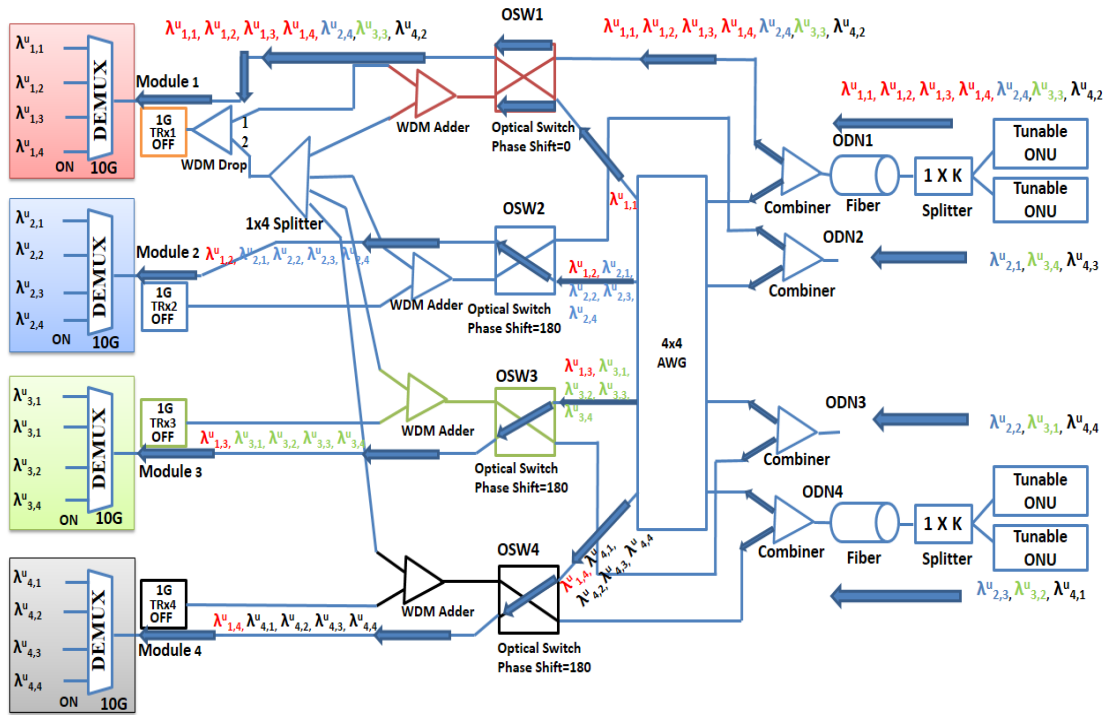 λᵘ₁,₁
λᵘ₁,₂
λᵘ₁,₃
λᵘ₁,₄
DEMUX
ON 10G
Module 1
1G
TRx1
OFF
1
2
WDM Drop
λᵘ₁,₁, λᵘ₁,₂, λᵘ₁,₃, λᵘ₁,₄, λᵘ₂,₄, λᵘ₃,₃, λᵘ₄,₂
WDM Adder
OSW1
Optical Switch
Phase Shift=0
λᵘ₁,₁, λᵘ₁,₂, λᵘ₁,₃, λᵘ₁,₄, λᵘ₂,₄, λᵘ₃,₃, λᵘ₄,₂
λᵘ₁,₁
λᵘ₁,₁, λᵘ₁,₂, λᵘ₁,₃, λᵘ₁,₄, λᵘ₂,₄, λᵘ₃,₃, λᵘ₄,₂
ODN1
Combiner
Fiber
1 X K
Splitter
Tunable
ONU
Tunable
ONU
λᵘ₂,₁
λᵘ₂,₂
λᵘ₂,₃
λᵘ₂,₄
DEMUX
ON 10G
Module 2
1G
TRx2
OFF
1x4 Splitter
λᵘ₁,₂, λᵘ₂,₁, λᵘ₂,₂, λᵘ₂,₃, λᵘ₂,₄
WDM Adder
OSW2
Optical Switch
Phase Shift=180
λᵘ₁,₂, λᵘ₂,₁,
λᵘ₂,₂, λᵘ₂,₃,
λᵘ₂,₄
4x4
AWG
ODN2
Combiner
λᵘ₂,₁, λᵘ₃,₄, λᵘ₄,₃
λᵘ₃,₁
λᵘ₃,₁
λᵘ₃,₂
λᵘ₃,₄
DEMUX
ON 10G
Module 3
1G
TRx3
OFF
λᵘ₁,₃, λᵘ₃,₁, λᵘ₃,₂, λᵘ₃,₃, λᵘ₃,₄
WDM Adder
OSW3
Optical Switch
Phase Shift=180
λᵘ₁,₃, λᵘ₃,₁,
λᵘ₃,₂, λᵘ₃,₃,
λᵘ₃,₄
ODN3
Combiner
λᵘ₂,₂, λᵘ₃,₁, λᵘ₄,₄
λᵘ₄,₁
λᵘ₄,₂
λᵘ₄,₃
λᵘ₄,₄
DEMUX
ON 10G
Module 4
1G
TRx4
OFF
λᵘ₁,₄, λᵘ₄,₁, λᵘ₄,₂, λᵘ₄,₃, λᵘ₄,₄
WDM Adder
OSW4
Optical Switch
Phase Shift=180
λᵘ₁,₄, λᵘ₄,₁,
λᵘ₄,₂, λᵘ₄,₃, λᵘ₄,₄
ODN4
Combiner
Fiber
1 X K
Splitter
Tunable
ONU
Tunable
ONU
λᵘ₂,₃, λᵘ₃,₂, λᵘ₄,₁